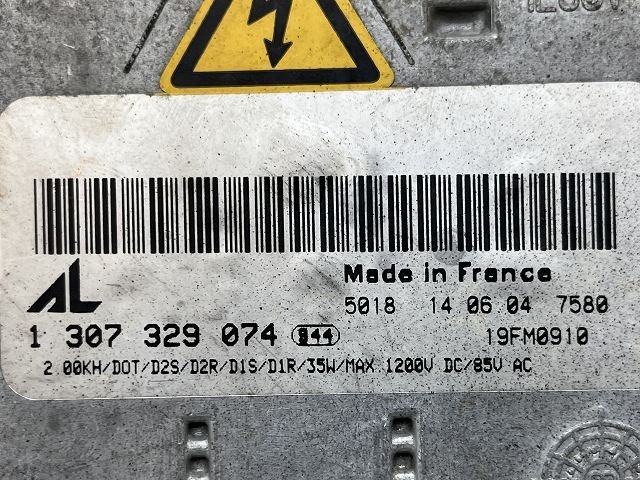 AL
Made in France
5018 14 06 04 7580
1 307 329 074 944 19FM0910
2 00KH/DOT/D2S/D2R/D1S/D1R/35W/MAX 1200V DC/85V AC